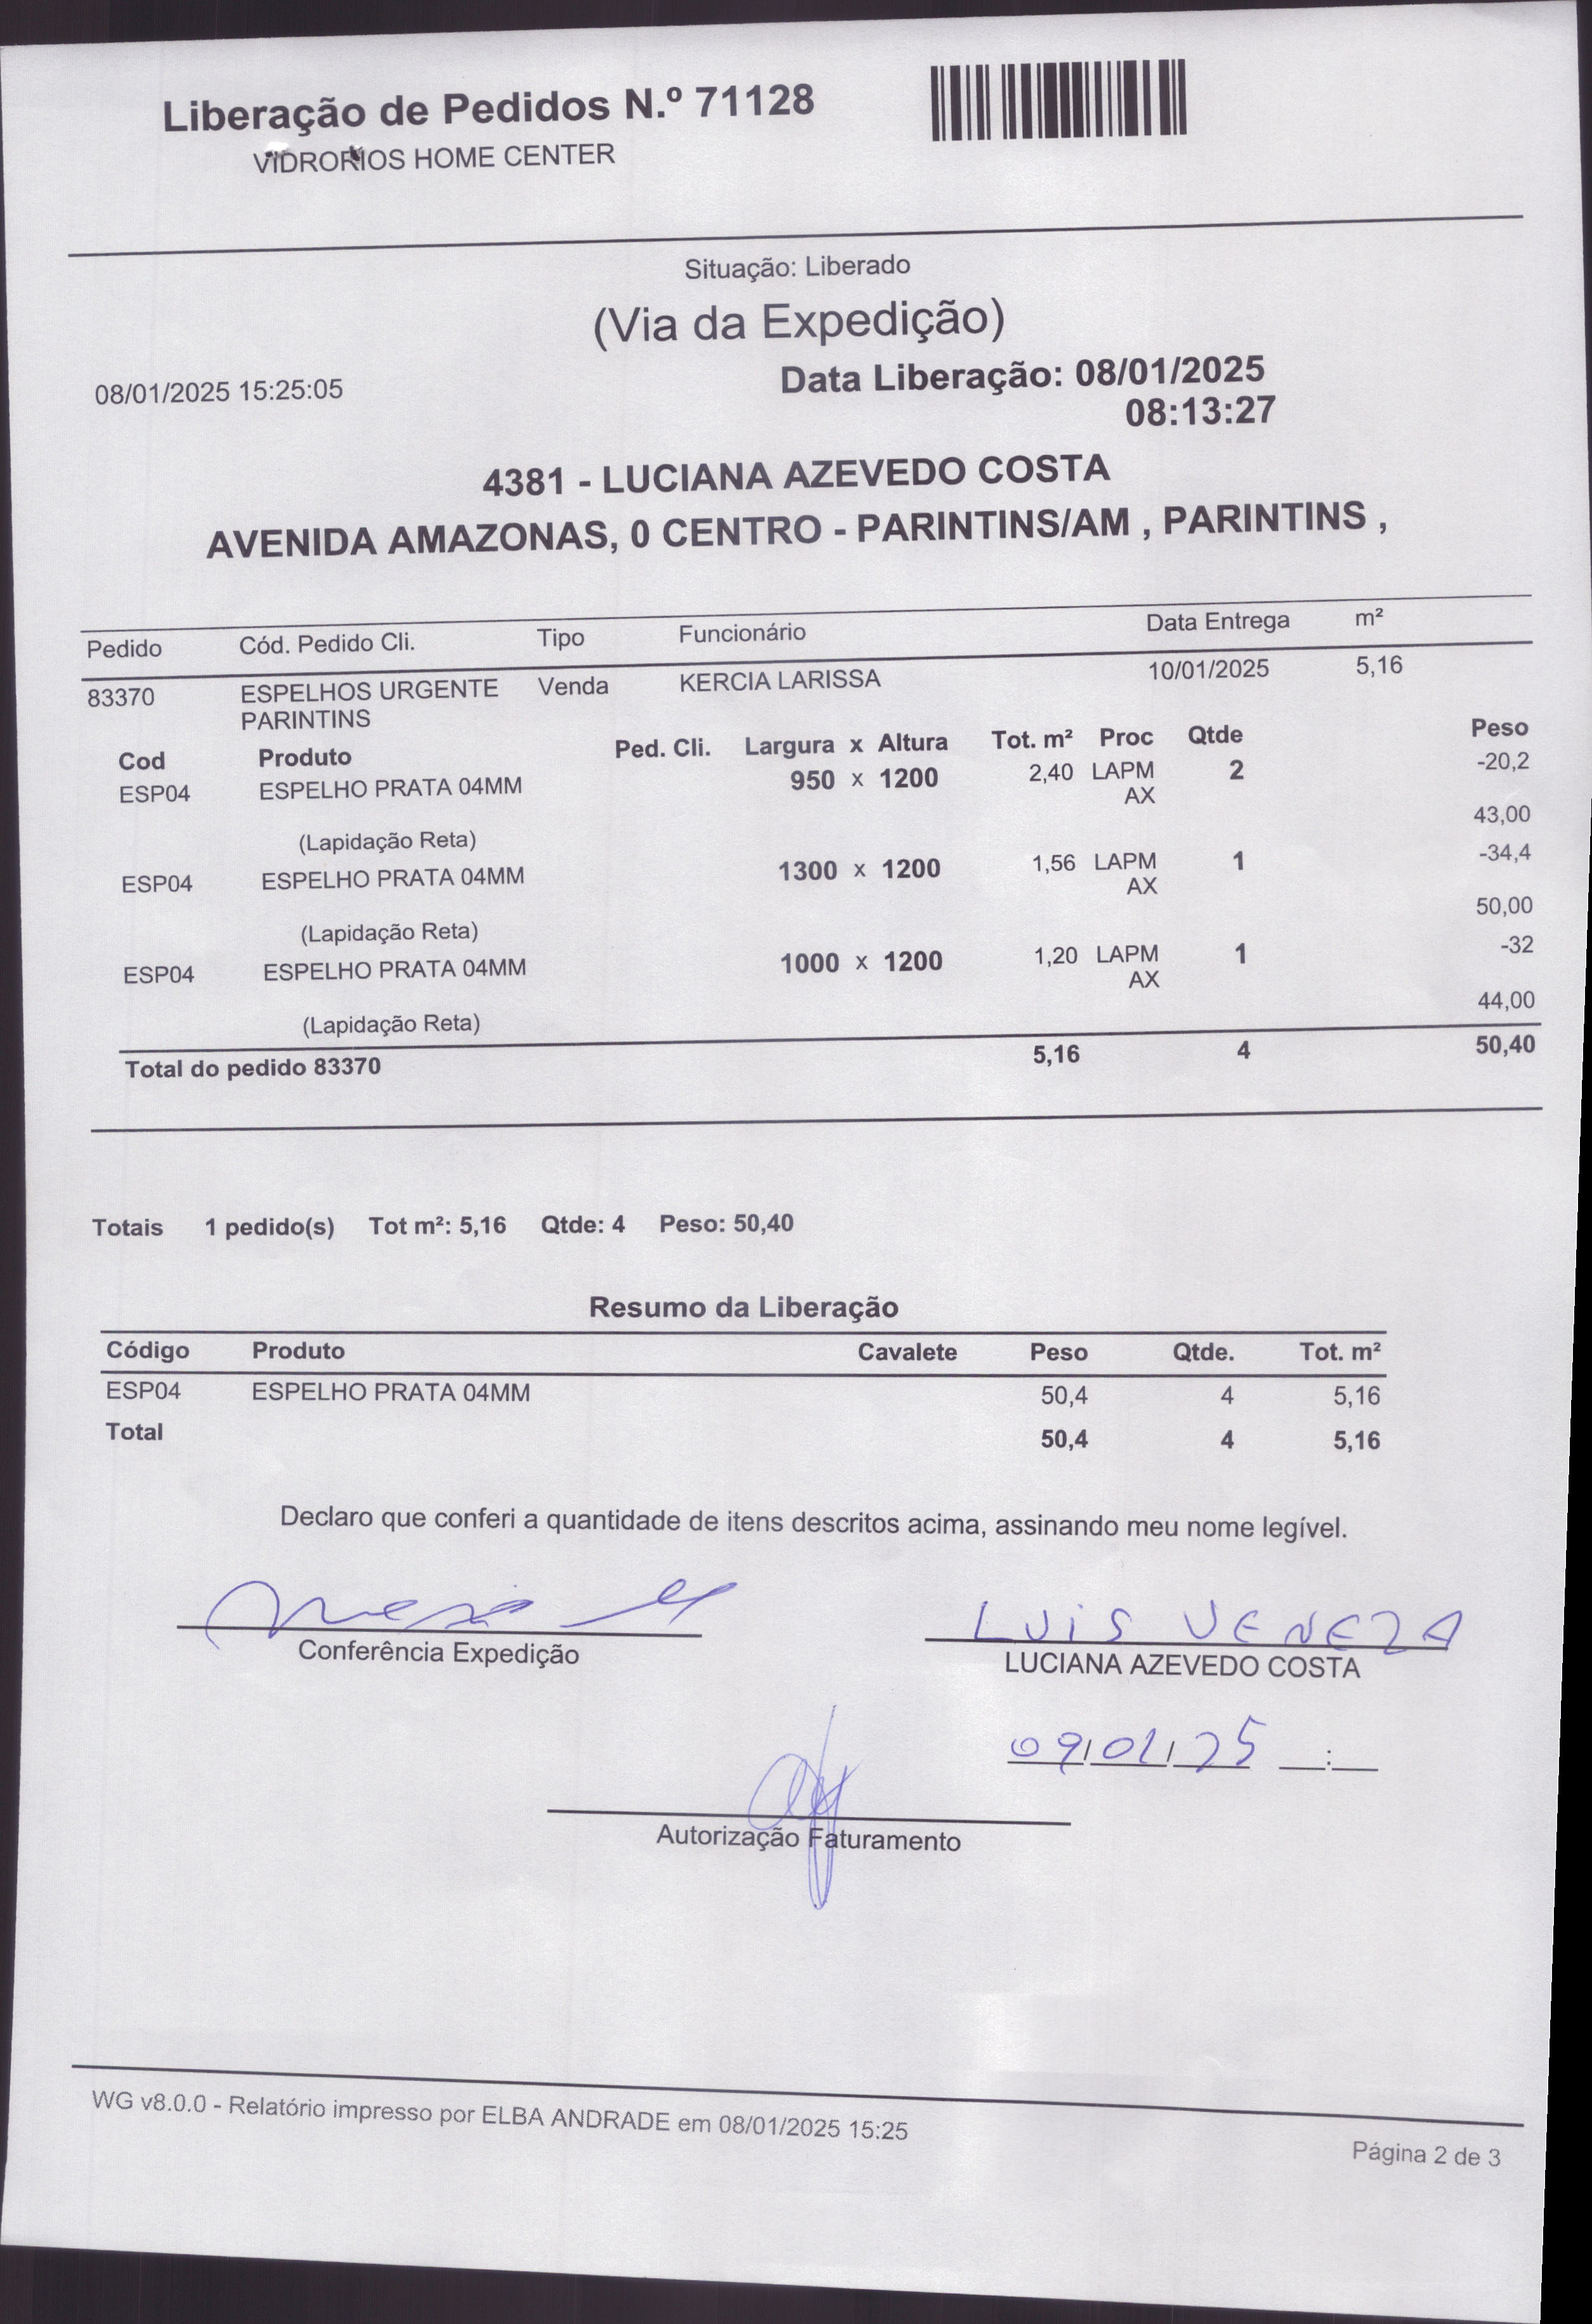 Liberação de Pedidos N.º 71128
VIDRORIOS HOME CENTER
Situação: Liberado
(Via da Expedição)
08/01/2025 15:25:05
Data Liberação: 08/01/2025
08:13:27
4381 - LUCIANA AZEVEDO COSTA
AVENIDA AMAZONAS, 0 CENTRO - PARINTINS/AM , PARINTINS ,
Pedido Cód. Pedido Cli. Tipo Funcionário Data Entrega m²
83370 ESPELHOS URGENTE Venda KERCIA LARISSA 10/01/2025 5,16
PARINTINS
Cod Produto Ped. Cli. Largura x Altura Tot. m² Proc Qtde Peso
ESP04 ESPELHO PRATA 04MM 950 x 1200 2,40 LAPM 2 -20,2
AX
(Lapidação Reta) 43,00
ESP04 ESPELHO PRATA 04MM 1300 x 1200 1,56 LAPM 1 -34,4
AX
(Lapidação Reta) 50,00
ESP04 ESPELHO PRATA 04MM 1000 x 1200 1,20 LAPM 1 -32
AX
(Lapidação Reta) 44,00
Total do pedido 83370 5,16 4 50,40
Totais 1 pedido(s) Tot m²: 5,16 Qtde: 4 Peso: 50,40
Resumo da Liberação
Código Produto Cavalete Peso Qtde. Tot. m²
ESP04 ESPELHO PRATA 04MM 50,4 4 5,16
Total 50,4 4 5,16
Declaro que conferi a quantidade de itens descritos acima, assinando meu nome legível.
LUIS VENEZA
Conferência Expedição
LUCIANA AZEVEDO COSTA
09/01/25 __:__
Autorização Faturamento
WG v8.0.0 - Relatório impresso por ELBA ANDRADE em 08/01/2025 15:25
Página 2 de 3